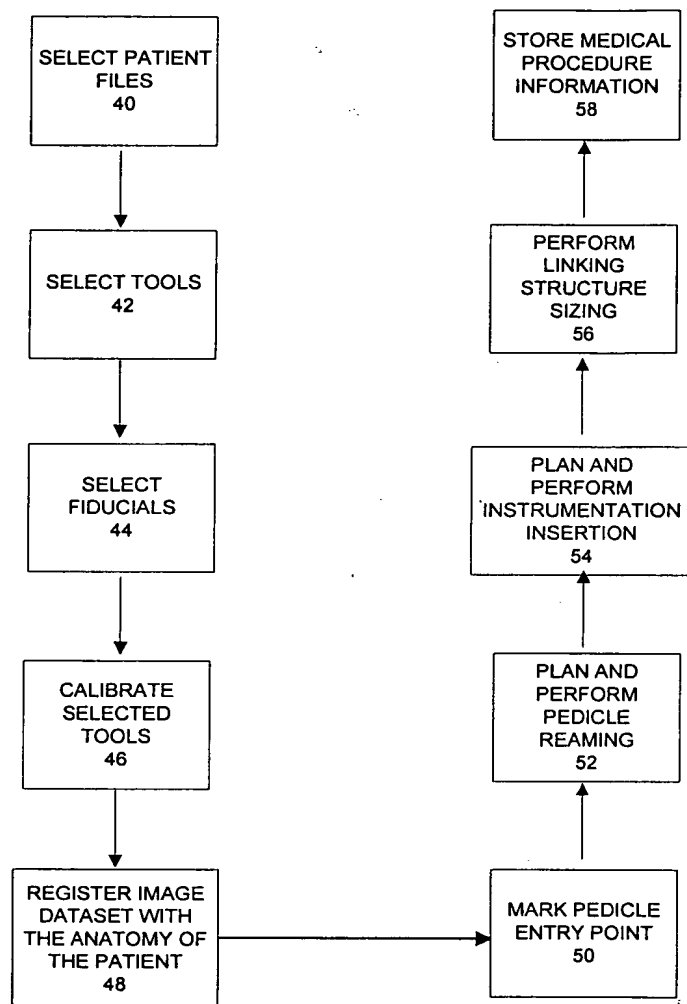 SELECT PATIENT
FILES
40
SELECT TOOLS
42
SELECT
FIDUCIALS
44
CALIBRATE
SELECTED
TOOLS
46
REGISTER IMAGE
DATASET WITH
THE ANATOMY OF
THE PATIENT
48
MARK PEDICLE
ENTRY POINT
50
PLAN AND
PERFORM
PEDICLE
REAMING
52
PLAN AND
PERFORM
INSTRUMENTATION
INSERTION
54
PERFORM
LINKING
STRUCTURE
SIZING
56
STORE MEDICAL
PROCEDURE
INFORMATION
58